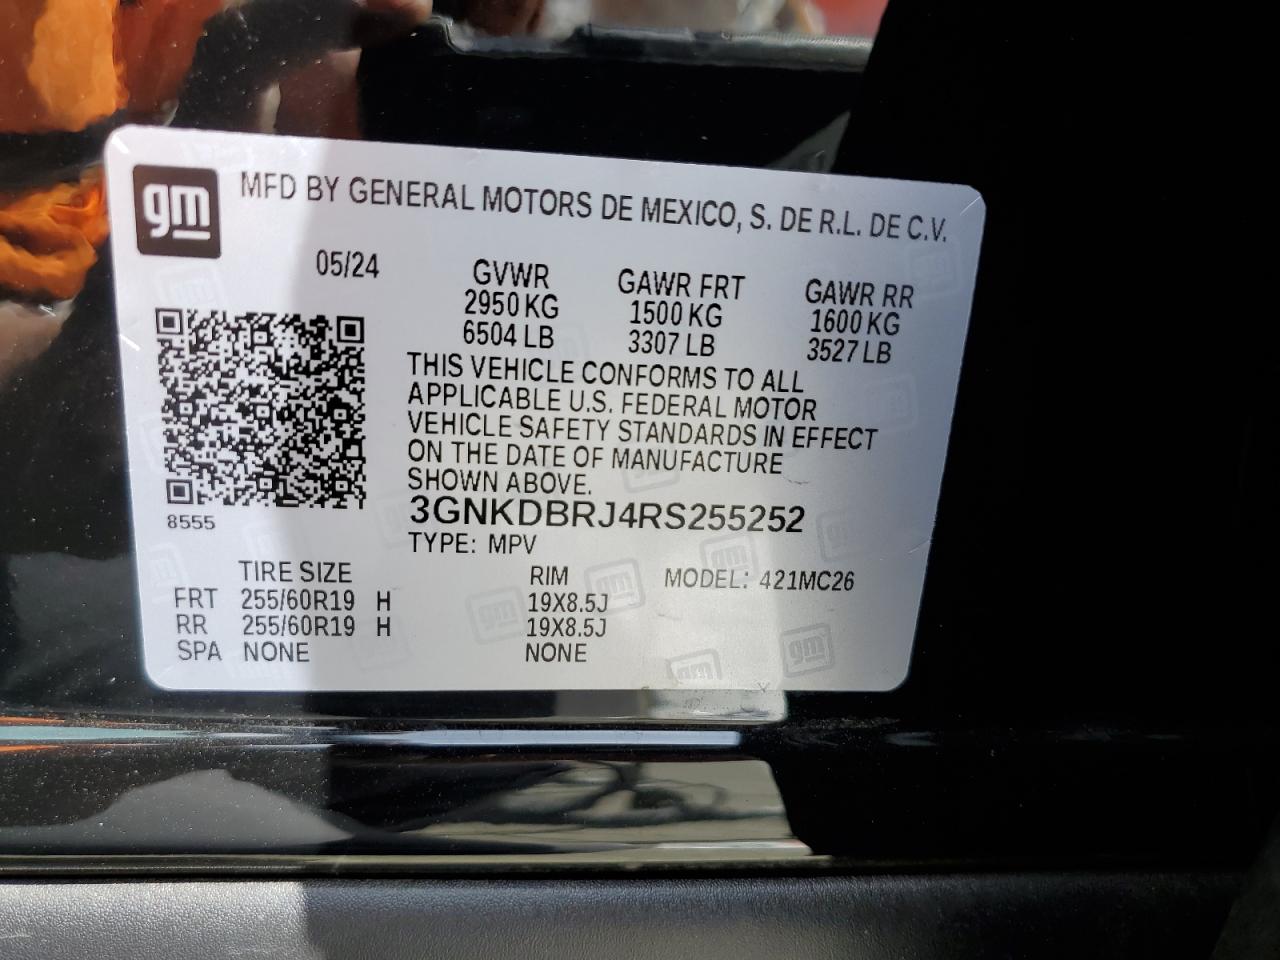 gm MFD BY GENERAL MOTORS DE MEXICO, S. DE R.L. DE C.V.
05/24 GVWR GAWR FRT GAWR RR
2950 KG 1500 KG 1600 KG
6504 LB 3307 LB 3527 LB
THIS VEHICLE CONFORMS TO ALL
APPLICABLE U.S. FEDERAL MOTOR
VEHICLE SAFETY STANDARDS IN EFFECT
ON THE DATE OF MANUFACTURE
SHOWN ABOVE.
3GNKDBRJ4RS255252
8555
TYPE: MPV
TIRE SIZE RIM MODEL: 421MC26
FRT 255/60R19 H 19X8.5J
RR 255/60R19 H 19X8.5J
SPA NONE NONE